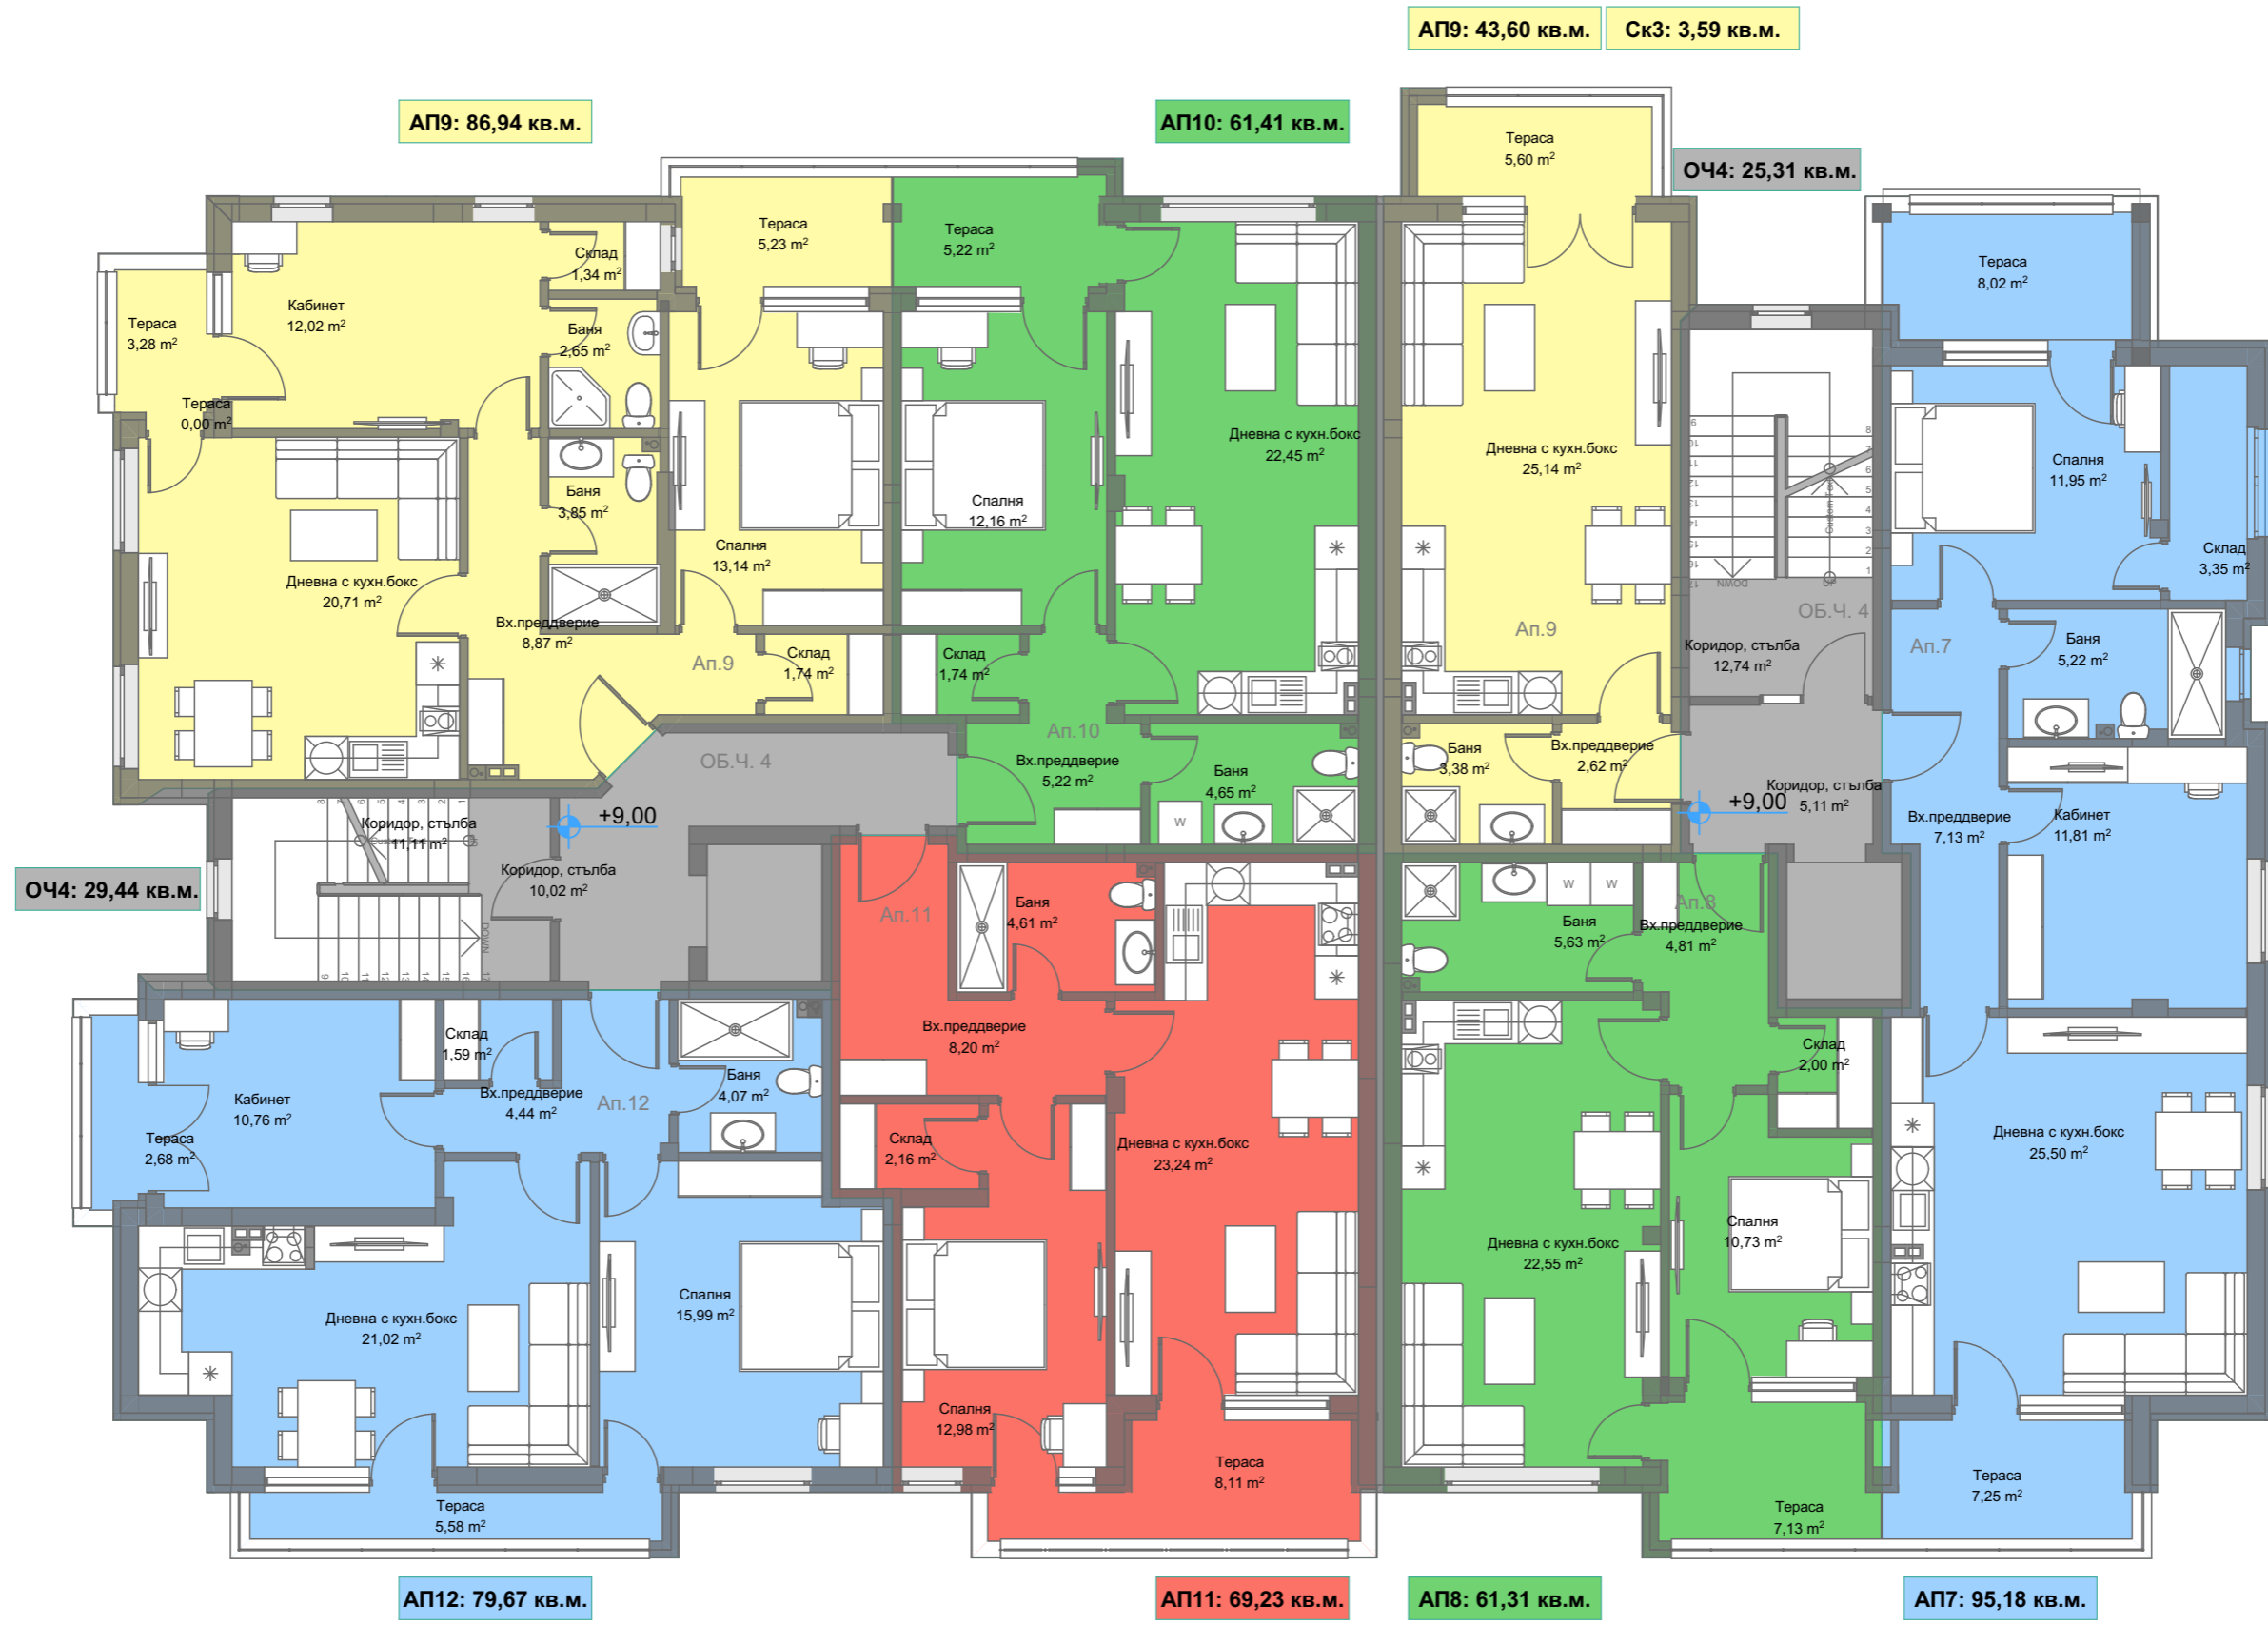 АП9: 43,60 кв.м.
Ск3: 3,59 кв.м.
АП9: 86,94 кв.м.
АП10: 61,41 кв.м.
ОЧ4: 25,31 кв.м.
Тераса
5,60 m²
Тераса
5,23 m²
Тераса
5,22 m²
Склад
1,34 m²
Тераса
8,02 m²
Кабинет
12,02 m²
Тераса
3,28 m²
Баня
2,65 m²
Тераса
0,00 m²
Дневна с кухн.бокс
22,45 m²
Дневна с кухн.бокс
25,14 m²
Спалня
11,95 m²
Баня
3,85 m²
Спалня
12,16 m²
Спалня
13,14 m²
Склад
3,35 m²
Дневна с кухн.бокс
20,71 m²
DOWN
UP
ОБ.Ч. 4
Вх.преддверие
8,87 m²
Ап.9
Ап.9
Коридор, стълба
12,74 m²
Ап.7
Баня
5,22 m²
Склад
1,74 m²
Склад
1,74 m²
Ап.10
ОБ.Ч. 4
Вх.преддверие
5,22 m²
Баня
4,65 m²
Баня
3,38 m²
Вх.преддверие
2,62 m²
Коридор, стълба
5,11 m²
+9,00
+9,00
W
Вх.преддверие
7,13 m²
Кабинет
11,81 m²
Коридор, стълба
11,11 m²
Коридор, стълба
10,02 m²
ОЧ4: 29,44 кв.м.
DOWN
Ап.11
Баня
4,61 m²
W
W
Баня
5,63 m²
Ап.8
Вх.преддверие
4,81 m²
Склад
1,59 m²
Вх.преддверие
8,20 m²
Склад
2,00 m²
Баня
4,07 m²
Вх.преддверие
4,44 m²
Ап.12
Кабинет
10,76 m²
Тераса
2,68 m²
Склад
2,16 m²
Дневна с кухн.бокс
23,24 m²
Дневна с кухн.бокс
25,50 m²
Спалня
10,73 m²
Дневна с кухн.бокс
22,55 m²
Спалня
15,99 m²
Дневна с кухн.бокс
21,02 m²
Спалня
12,98 m²
Тераса
8,11 m²
Тераса
7,25 m²
Тераса
5,58 m²
Тераса
7,13 m²
АП12: 79,67 кв.м.
АП11: 69,23 кв.м.
АП8: 61,31 кв.м.
АП7: 95,18 кв.м.